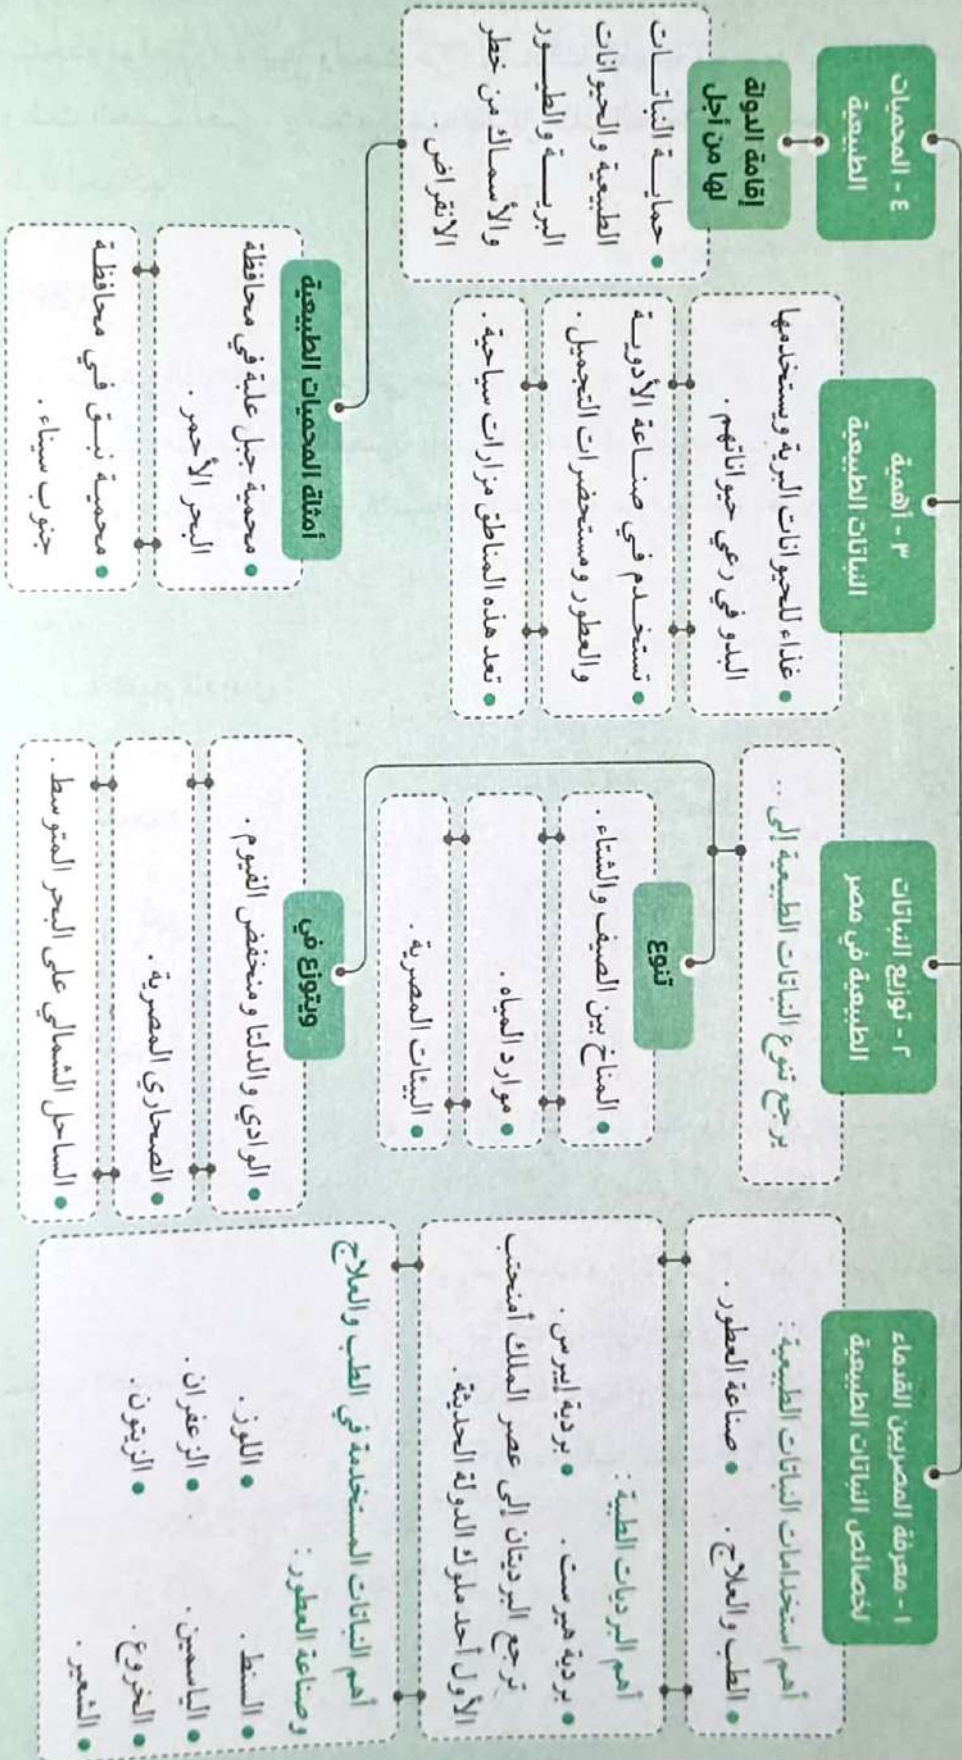 ١ - معرفة المصريين القدماء
لخصائص النباتات الطبيعية
أهم استخدامات النباتات الطبيعية :
• الطب والعلاج . • صناعة العطور .
أهم البرديات الطبية :
• بردية هيرست . • بردية إيبرس .
ترجع البرديتان إلى عصر الملك أمنحتب
الأول أحد ملوك الدولة الحديثة .
أهم النباتات المستخدمة في الطب والعلاج
وصناعة العطور :
• السنط . • اللوز .
• الياسمين . • الزعفران .
• الخروع . • الزيتون .
• الشعير .
٢ - توزيع النباتات
الطبيعية في مصر
يرجع تنوع النباتات الطبيعية إلى ..
تنوع
• المناخ بين الصيف والشتاء .
• موارد المياه .
• البيئات المصرية .
ويتوزع في
• الوادي والدلتا ومنخفض الفيوم .
• الصحاري المصرية .
• الساحل الشمالي على البحر المتوسط .
٣ - أهمية
النباتات الطبيعية
• غذاء للحيوانات البرية ويستخدمها
البدو في رعي حيواناتهم .
• تستخدم في صناعة الأدوية
والعطور ومستحضرات التجميل .
• تعد هذه المناطق مزارات سياحية .
٤ - المحميات
الطبيعية
إقامة الدولة
لها من أجل
• حماية النباتات
الطبيعية والحيوانات
البرية والطيور
والأسماك من خطر
الانقراض .
أمثلة المحميات الطبيعية
• محمية جبل علبة في محافظة
البحر الأحمر .
• محمية نبق في محافظة
جنوب سيناء .